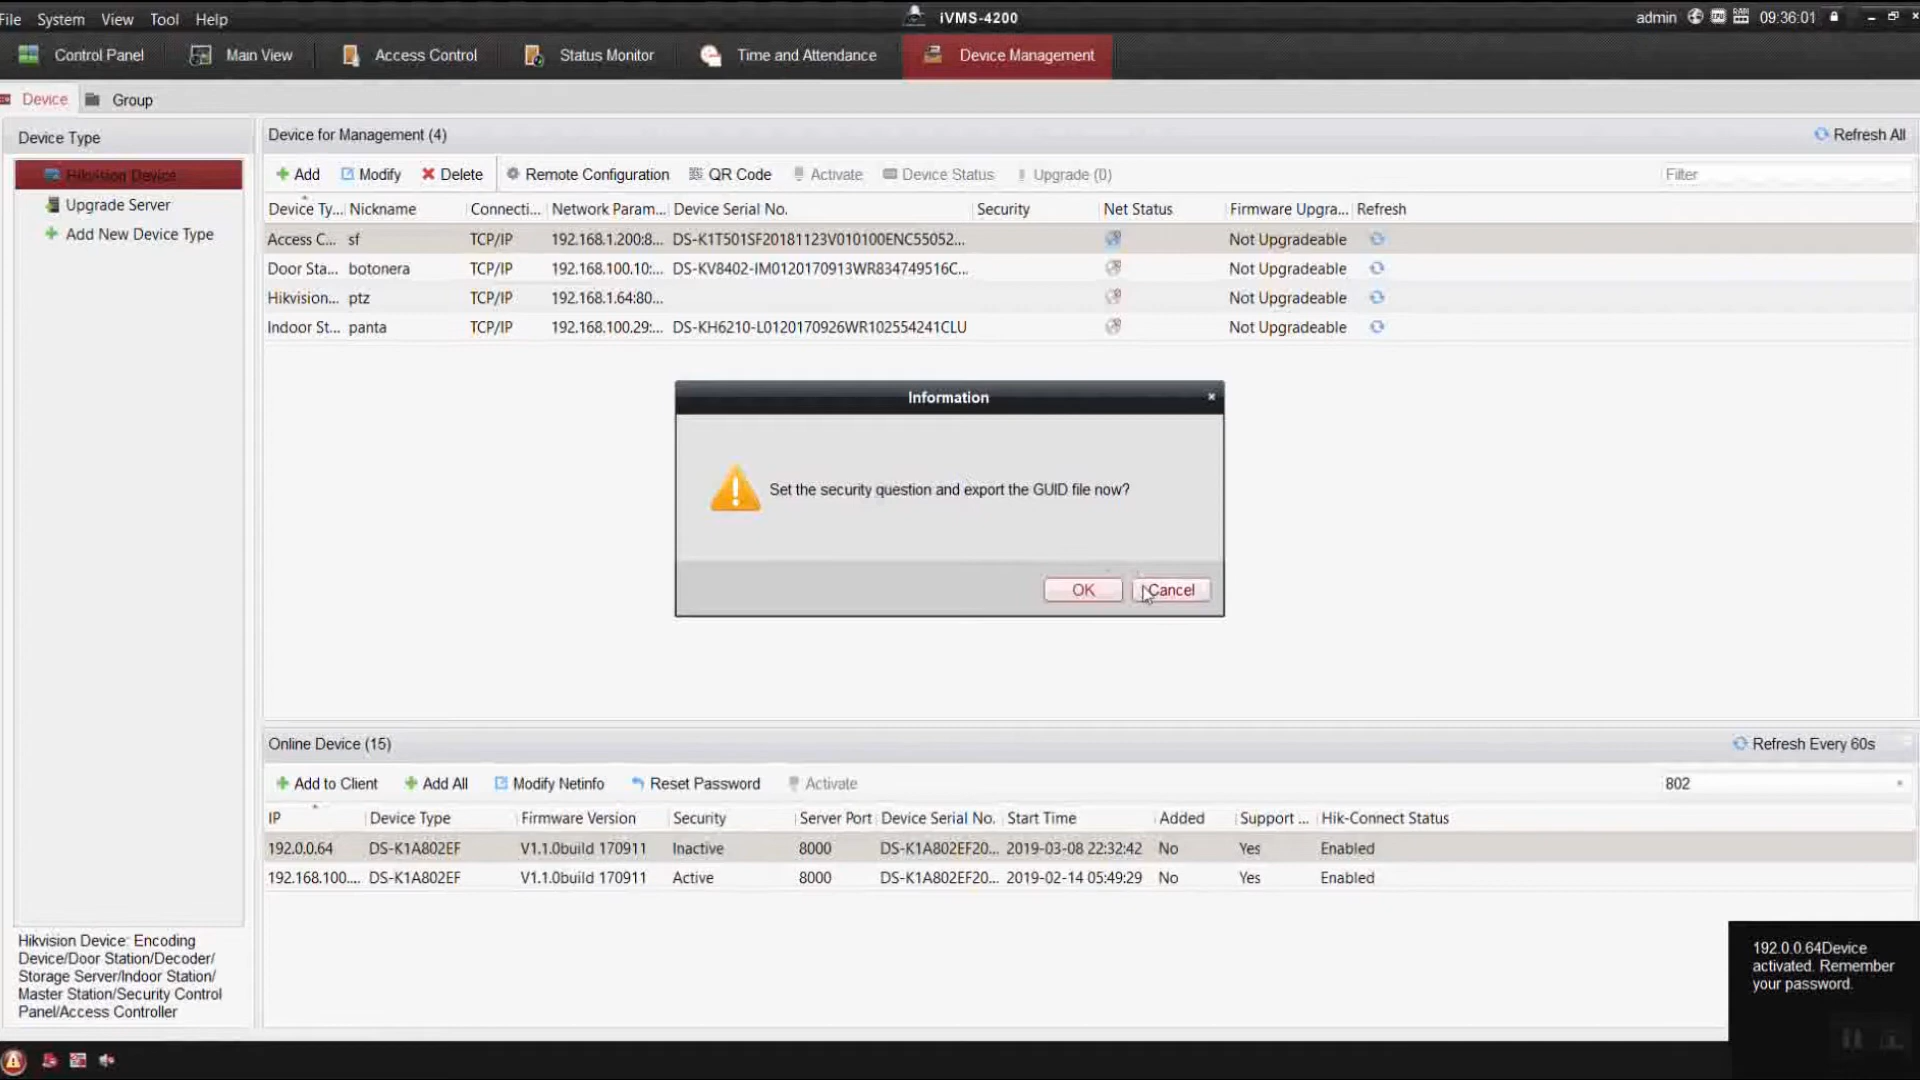 File System View Tool Help iVMS-4200 admin 09:36:01
Control Panel Main View Access Control Status Monitor Time and Attendance Device Management
Device Group
Device Type
Hikvision Device
Upgrade Server
Add New Device Type
Device for Management (4) Refresh All
Add Modify Delete Remote Configuration QR Code Activate Device Status Upgrade (0) Filter
Device Ty... Nickname Connecti... Network Param... Device Serial No. Security Net Status Firmware Upgra... Refresh
Access C... sf TCP/IP 192.168.1.200:8... DS-K1T501SF20181123V010100ENC55052... Not Upgradeable
Door Sta... botonera TCP/IP 192.168.100.10:... DS-KV8402-IM0120170913WR834749516C... Not Upgradeable
Hikvision... ptz TCP/IP 192.168.1.64:80... Not Upgradeable
Indoor St... panta TCP/IP 192.168.100.29:... DS-KH6210-L0120170926WR102554241CLU Not Upgradeable
Information
Set the security question and export the GUID file now?
OK Cancel
Online Device (15) Refresh Every 60s
Add to Client Add All Modify Netinfo Reset Password Activate 802
IP Device Type Firmware Version Security Server Port Device Serial No. Start Time Added Support ... Hik-Connect Status
192.0.0.64 DS-K1A802EF V1.1.0build 170911 Inactive 8000 DS-K1A802EF20... 2019-03-08 22:32:42 No Yes Enabled
192.168.100.... DS-K1A802EF V1.1.0build 170911 Active 8000 DS-K1A802EF20... 2019-02-14 05:49:29 No Yes Enabled
Hikvision Device: Encoding
Device/Door Station/Decoder/
Storage Server/Indoor Station/
Master Station/Security Control
Panel/Access Controller
192.0.0.64Device
activated. Remember
your password.